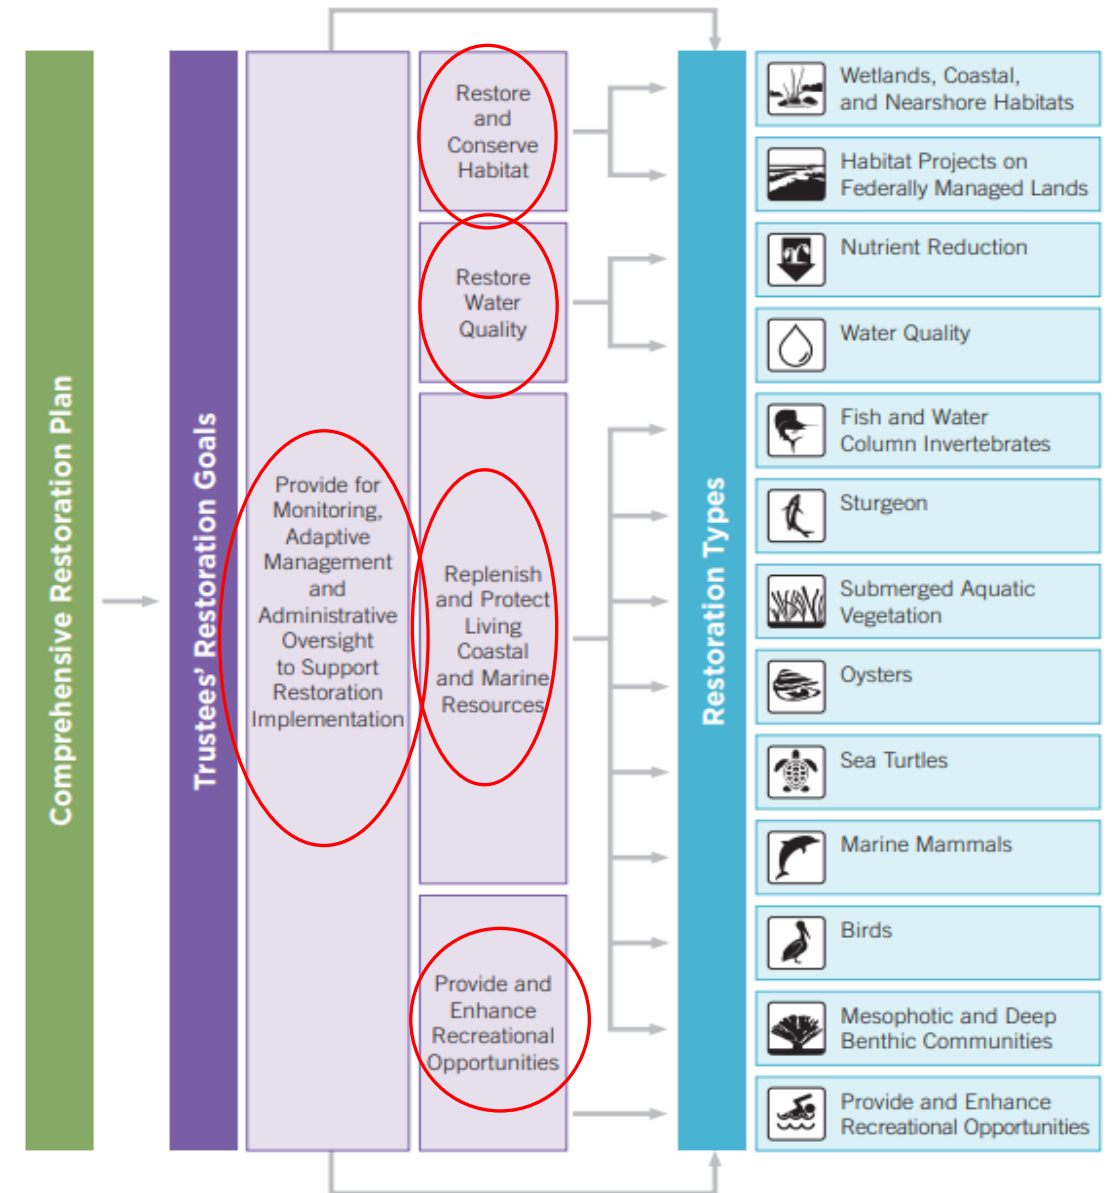 Comprehensive Restoration Plan
Trustees' Restoration Goals
Provide for
Monitoring,
Adaptive
Management
and
Administrative
Oversight
to Support
Restoration
Implementation
Restore
and
Conserve
Habitat
Restore
Water
Quality
Replenish
and Protect
Living
Coastal
and Marine
Resources
Provide and
Enhance
Recreational
Opportunities
Restoration Types
Wetlands, Coastal,
and Nearshore Habitats
Habitat Projects on
Federally Managed Lands
Nutrient Reduction
Water Quality
Fish and Water
Column Invertebrates
Sturgeon
Submerged Aquatic
Vegetation
Oysters
Sea Turtles
Marine Mammals
Birds
Mesophotic and Deep
Benthic Communities
Provide and Enhance
Recreational Opportunities